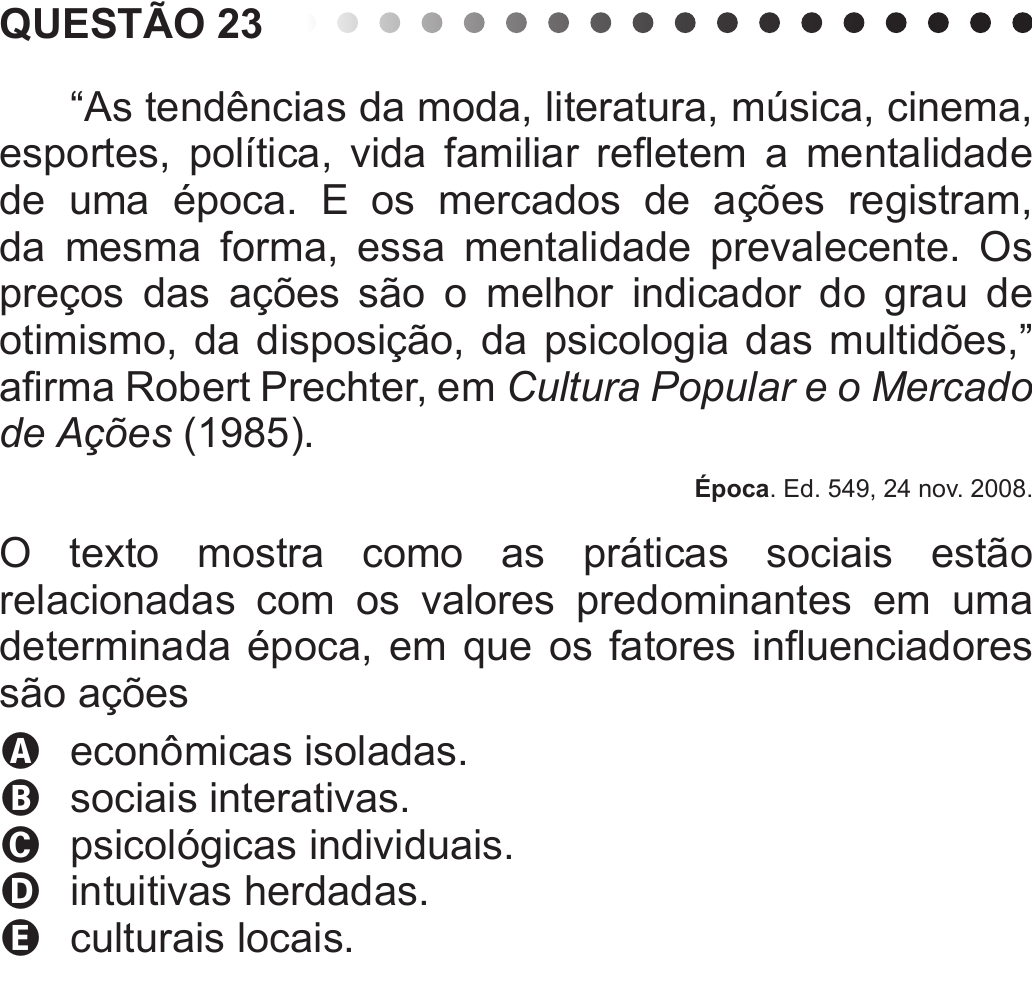 QUESTÃO 23
“As tendências da moda, literatura, música, cinema,
esportes, política, vida familiar refletem a mentalidade
de uma época. E os mercados de ações registram,
da mesma forma, essa mentalidade prevalecente. Os
preços das ações são o melhor indicador do grau de
otimismo, da disposição, da psicologia das multidões,”
afirma Robert Prechter, em Cultura Popular e o Mercado
de Ações (1985).
Época. Ed. 549, 24 nov. 2008.
O texto mostra como as práticas sociais estão
relacionadas com os valores predominantes em uma
determinada época, em que os fatores influenciadores
são ações
A econômicas isoladas.
B sociais interativas.
C psicológicas individuais.
D intuitivas herdadas.
E culturais locais.